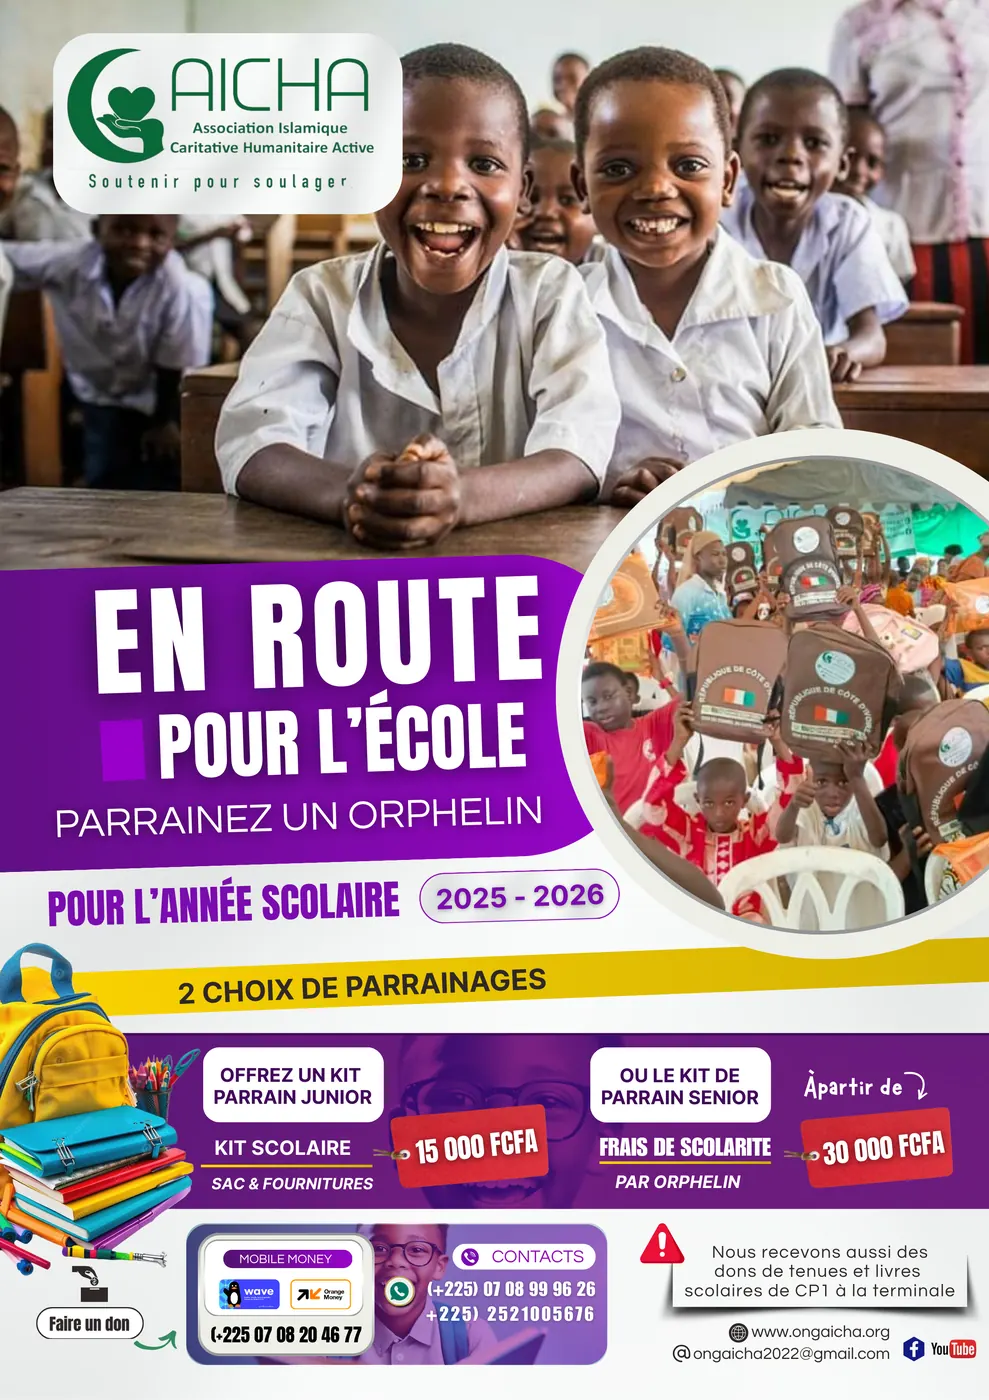 AICHA
Association Islamique
Caritative Humanitaire Active
Soutenir pour soulager
EN ROUTE
POUR L'ÉCOLE
PARRAINEZ UN ORPHELIN
POUR L'ANNÉE SCOLAIRE
2025 - 2026
RÉPUBLIQUE DE CÔTE D'IVOIRE
2 CHOIX DE PARRAINAGES
OFFREZ UN KIT
PARRAIN JUNIOR
KIT SCOLAIRE
SAC & FOURNITURES
15 000 FCFA
OU LE KIT DE
PARRAIN SENIOR
FRAIS DE SCOLARITE
PAR ORPHELIN
Àpartir de
30 000 FCFA
Faire un don
MOBILE MONEY
wave
Orange
Money
(+225 07 08 20 46 77
CONTACTS
(+225) 07 08 99 96 26
+225) 2521005676
Nous recevons aussi des
dons de tenues et livres
scolaires de CP1 à la terminale
www.ongaicha.org
@ongaicha2022@gmail.com
YouTube